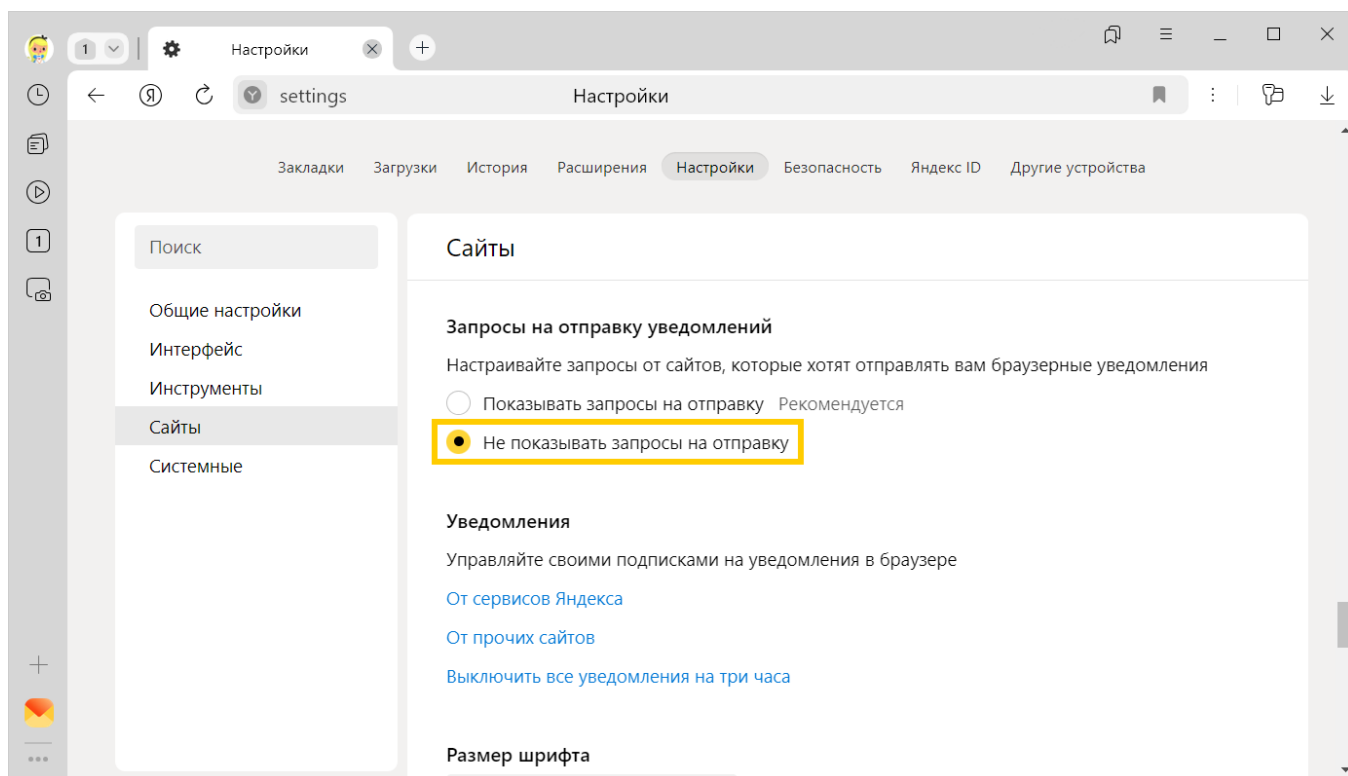 1
Настройки
Я
settings
Настройки
Закладки Загрузки История Расширения Настройки Безопасность Яндекс ID Другие устройства
1
Поиск
Общие настройки
Интерфейс
Инструменты
Сайты
Системные
Сайты
Запросы на отправку уведомлений
Настраивайте запросы от сайтов, которые хотят отправлять вам браузерные уведомления
Показывать запросы на отправку Рекомендуется
Не показывать запросы на отправку
Уведомления
Управляйте своими подписками на уведомления в браузере
От сервисов Яндекса
От прочих сайтов
Выключить все уведомления на три часа
Размер шрифта